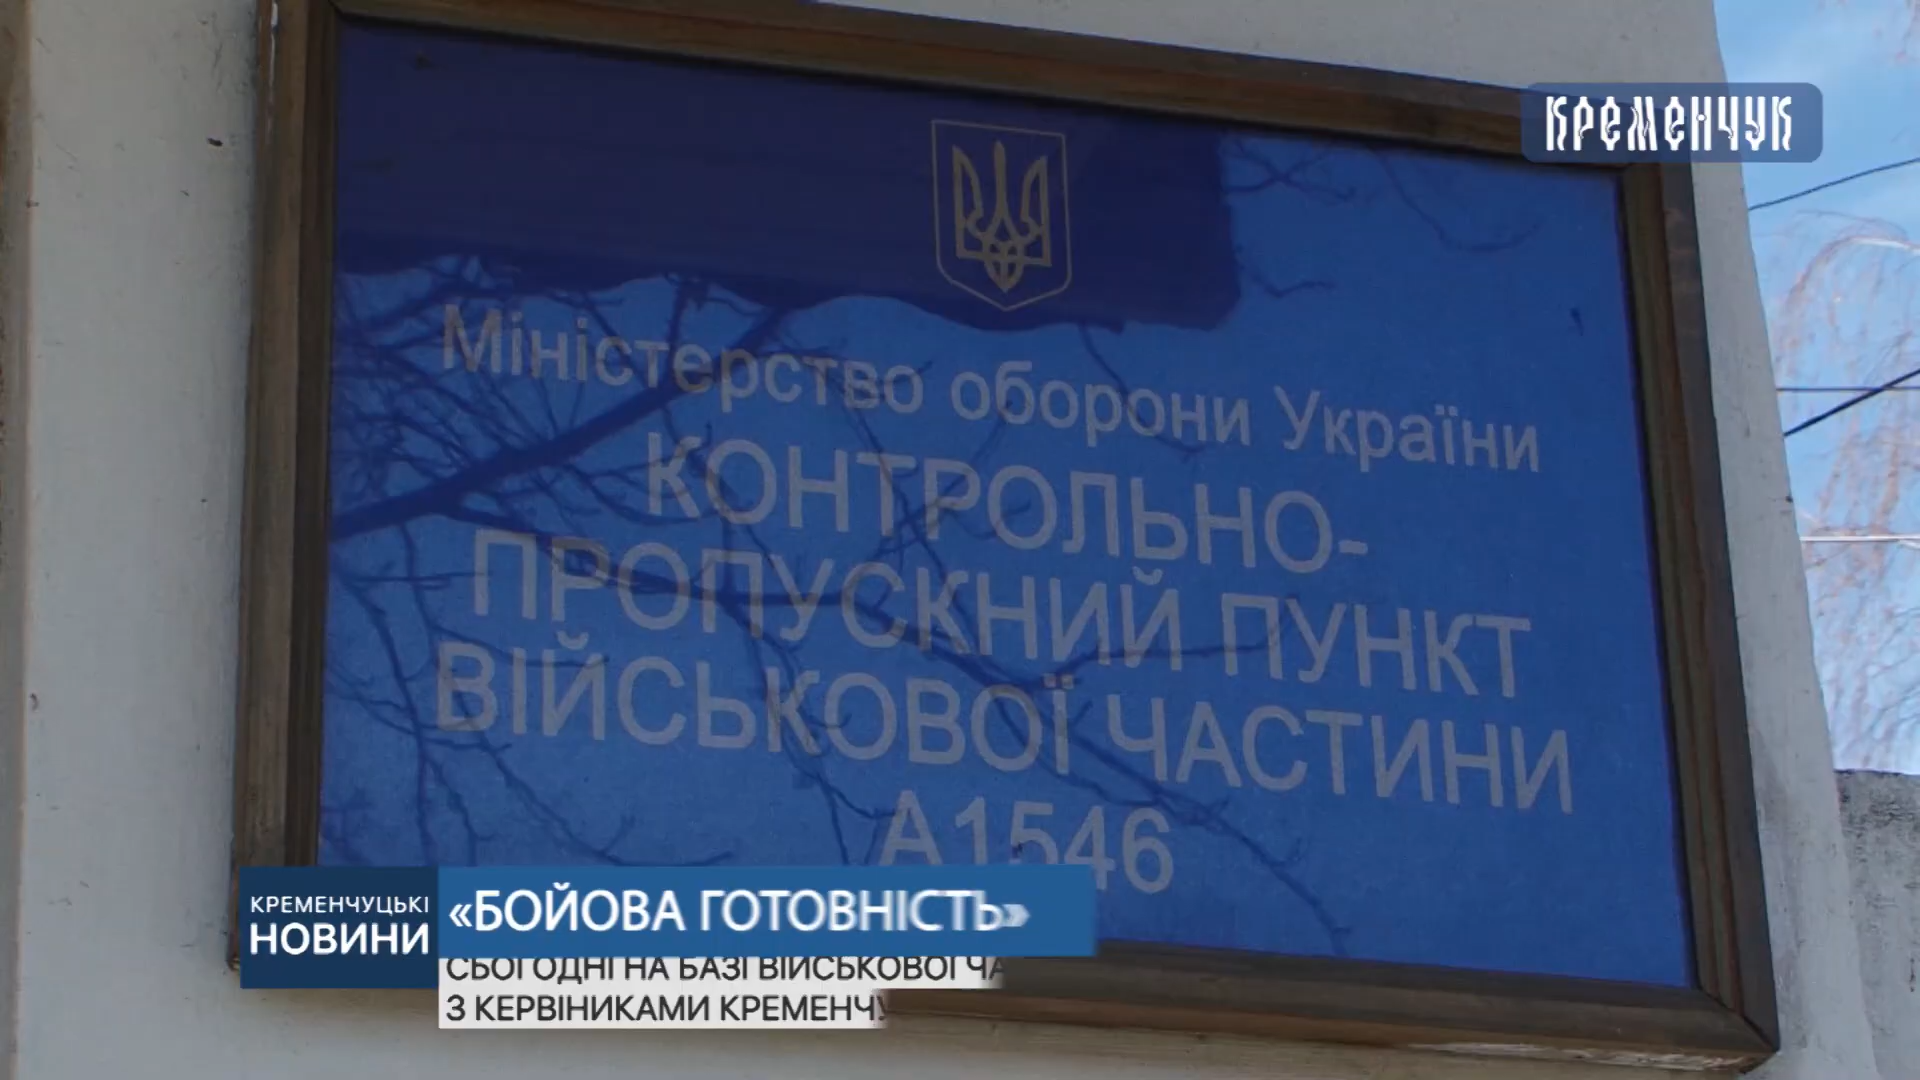 КРЕМЕНЧУК
Міністерство оборони України
КОНТРОЛЬНО-
ПРОПУСКНИЙ ПУНКТ
ВІЙСЬКОВОЇ ЧАСТИНИ
А1546
КРЕМЕНЧУЦЬКІ
НОВИНИ
«БОЙОВА ГОТОВНІСТЬ»
СЬОГОДНІ НА БАЗІ ВІЙСЬКОВОЇ
З КЕРВІНИКАМИ